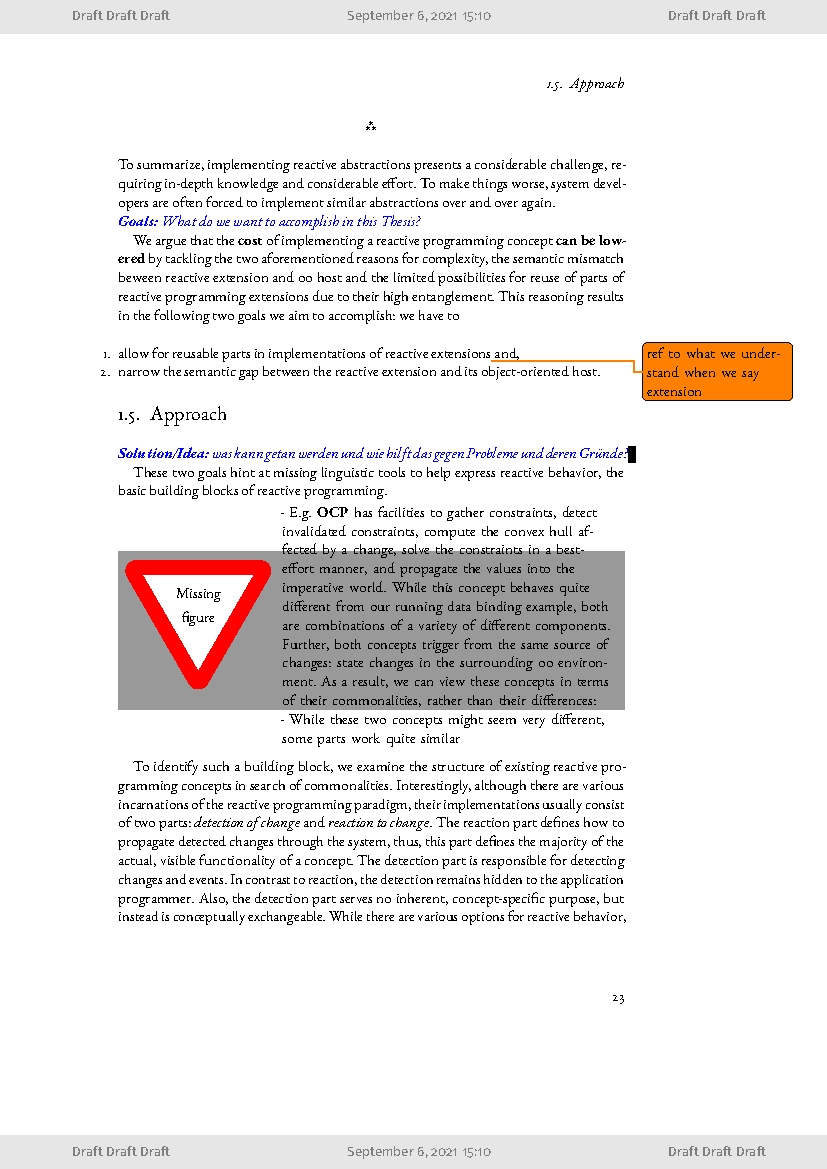 Draft Draft Draft September 6, 2021 15:10 Draft Draft Draft
1.5. Approach
⁂
To summarize, implementing reactive abstractions presents a considerable challenge, re-
quiring in-depth knowledge and considerable effort. To make things worse, system devel-
opers are often forced to implement similar abstractions over and over again.
Goals: What do we want to accomplish in this Thesis?
We argue that the cost of implementing a reactive programming concept can be low-
ered by tackling the two aforementioned reasons for complexity, the semantic mismatch
beween reactive extension and oo host and the limited possibilities for reuse of parts of
reactive programming extensions due to their high entanglement. This reasoning results
in the following two goals we aim to accomplish: we have to
1. allow for reusable parts in implementations of reactive extensions and,
2. narrow the semantic gap between the reactive extension and its object-oriented host.
ref to what we under-
stand when we say
extension
1.5. Approach
Solution/Idea: was kann getan werden und wie hilft das gegen Probleme und deren Gründe?
These two goals hint at missing linguistic tools to help express reactive behavior, the
basic building blocks of reactive programming.
Missing
figure
- E.g. OCP has facilities to gather constraints, detect
invalidated constraints, compute the convex hull af-
fected by a change, solve the constraints in a best-
effort manner, and propagate the values into the
imperative world. While this concept behaves quite
different from our running data binding example, both
are combinations of a variety of different components.
Further, both concepts trigger from the same source of
changes: state changes in the surrounding oo environ-
ment. As a result, we can view these concepts in terms
of their commonalities, rather than their differences:
- While these two concepts might seem very different,
some parts work quite similar
To identify such a building block, we examine the structure of existing reactive pro-
gramming concepts in search of commonalities. Interestingly, although there are various
incarnations of the reactive programming paradigm, their implementations usually consist
of two parts: detection of change and reaction to change. The reaction part defines how to
propagate detected changes through the system, thus, this part defines the majority of the
actual, visible functionality of a concept. The detection part is responsible for detecting
changes and events. In contrast to reaction, the detection remains hidden to the application
programmer. Also, the detection part serves no inherent, concept-specific purpose, but
instead is conceptually exchangeable. While there are various options for reactive behavior,
23
Draft Draft Draft September 6, 2021 15:10 Draft Draft Draft